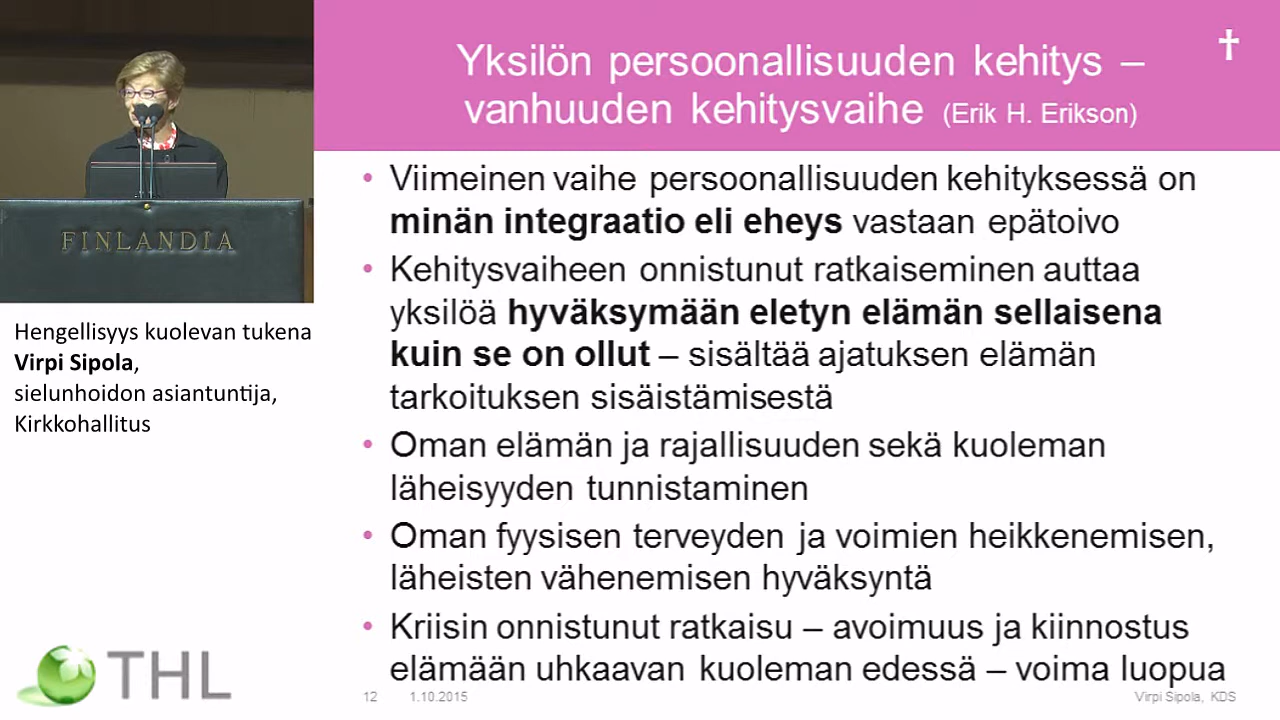 FINLANDIA
Hengellisyys kuolevan tukena
Virpi Sipola,
sielunhoidon asiantuntija,
Kirkkohallitus
THL
Yksilön persoonallisuuden kehitys –
vanhuuden kehitysvaihe (Erik H. Erikson)
• Viimeinen vaihe persoonallisuuden kehityksessä on
minän integraatio eli eheys vastaan epätoivo
• Kehitysvaiheen onnistunut ratkaiseminen auttaa
yksilöä hyväksymään eletyn elämän sellaisena
kuin se on ollut – sisältää ajatuksen elämän
tarkoituksen sisäistämisestä
• Oman elämän ja rajallisuuden sekä kuoleman
läheisyyden tunnistaminen
• Oman fyysisen terveyden ja voimien heikkenemisen,
läheisten vähenemisen hyväksyntä
• Kriisin onnistunut ratkaisu – avoimuus ja kiinnostus
elämään uhkaavan kuoleman edessä – voima luopua
12 1.10.2015 Virpi Sipola, KDS